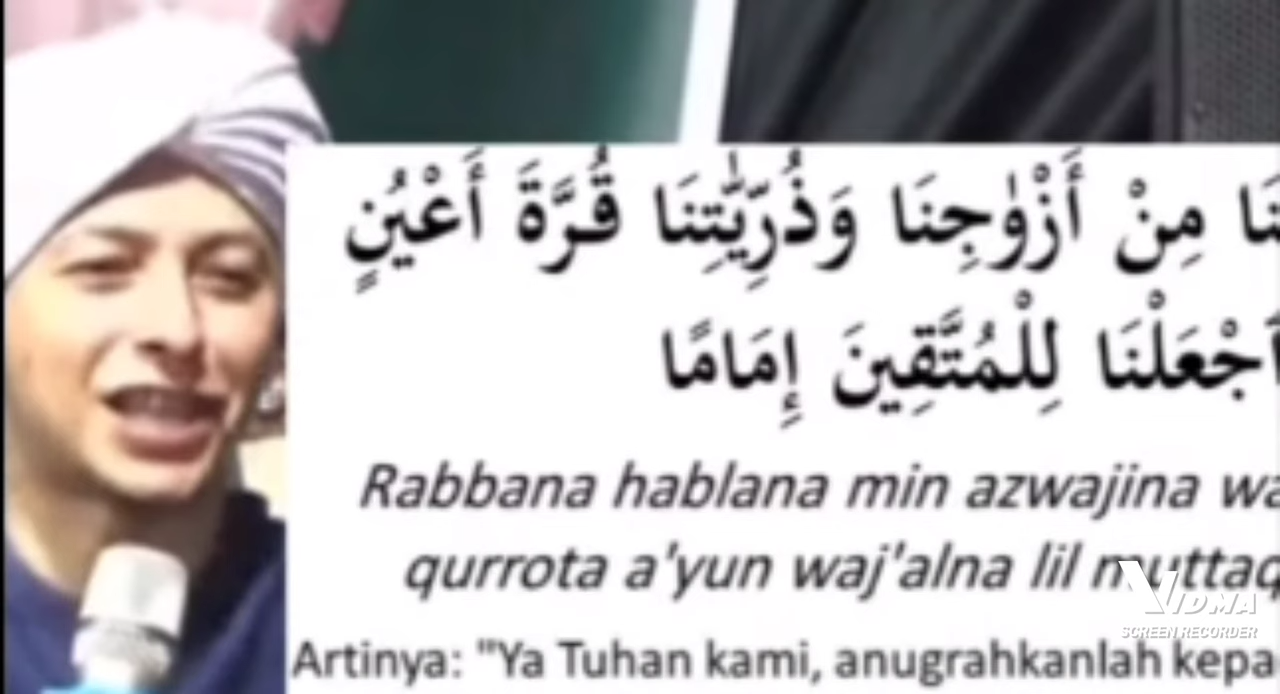 نَا مِنْ أَزْوٰجِنَا وَذُرِّيّٰتِنَا قُرَّةَ أَعْيُنٍ
ٱجْعَلْنَا لِلْمُتَّقِينَ إِمَامًا
Rabbana hablana min azwajina wa
qurrota a'yun waj'alna lil muttaq
Artinya: "Ya Tuhan kami, anugrahkanlah kepa
VIDMA
SCREEN RECORDER